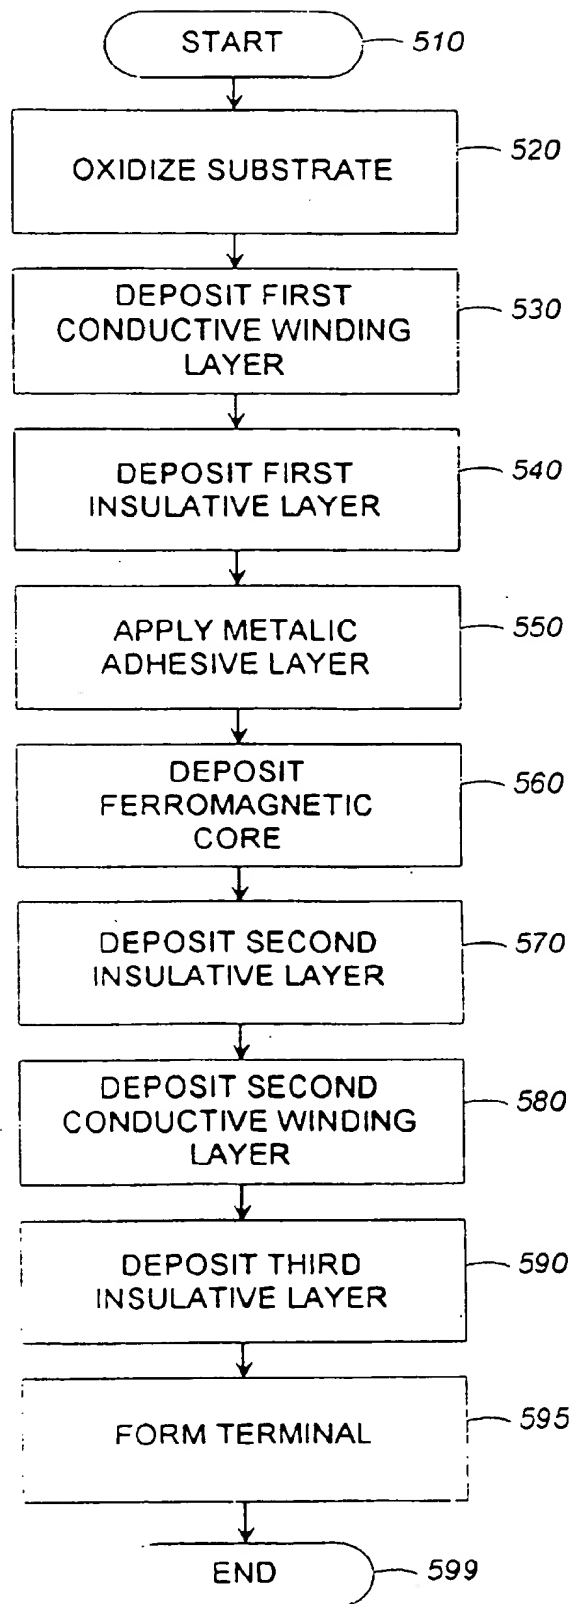 START 510
OXIDIZE SUBSTRATE 520
DEPOSIT FIRST 530
CONDUCTIVE WINDING
LAYER
DEPOSIT FIRST 540
INSULATIVE LAYER
APPLY METALIC 550
ADHESIVE LAYER
DEPOSIT 560
FERROMAGNETIC
CORE
DEPOSIT SECOND 570
INSULATIVE LAYER
DEPOSIT SECOND 580
CONDUCTIVE WINDING
LAYER
DEPOSIT THIRD 590
INSULATIVE LAYER
FORM TERMINAL 595
END 599